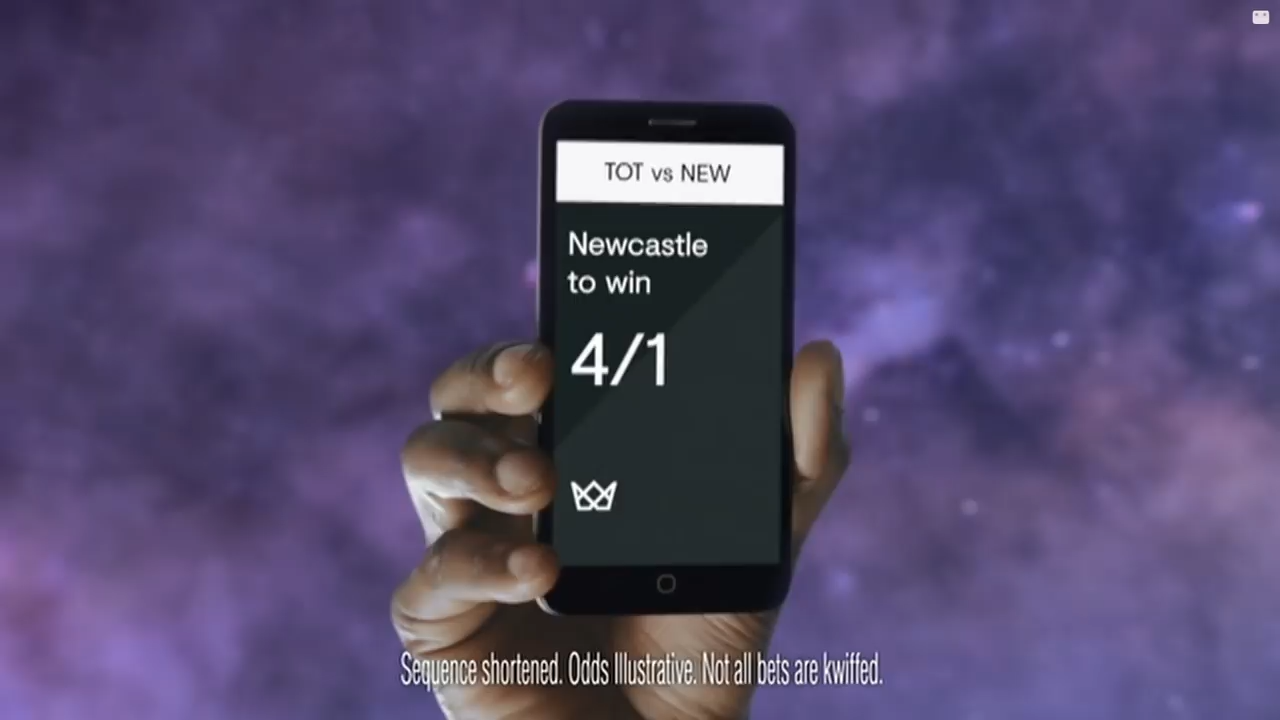 TOT vs NEW
Newcastle
to win
4/1
Sequence shortened. Odds Illustrative. Not all bets are kwiffed.